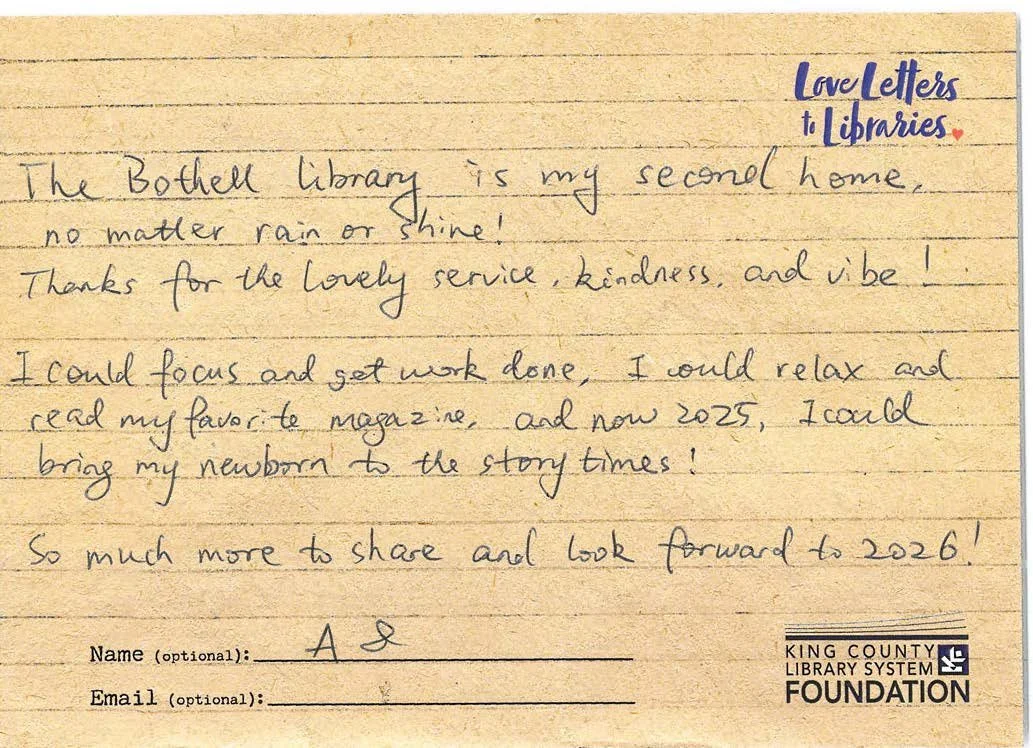 Love Letters
to Libraries
The Bothell Library is my second home,
no matter rain or shine!
Thanks for the lovely service, kindness, and vibe!
I could focus and get work done, I could relax and
read my favorite magazine, and now 2025, I could
bring my newborn to the story times!
So much more to share and look forward to 2026!
Name (optional): A
Email (optional):
KING COUNTY
LIBRARY SYSTEM
FOUNDATION